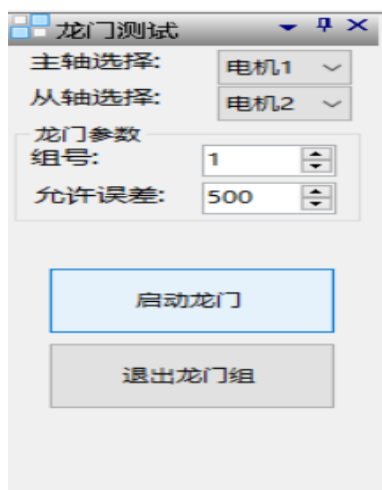 龙门测试
主轴选择: 电机1
从轴选择: 电机2
龙门参数
组号: 1
允许误差: 500
启动龙门
退出龙门组